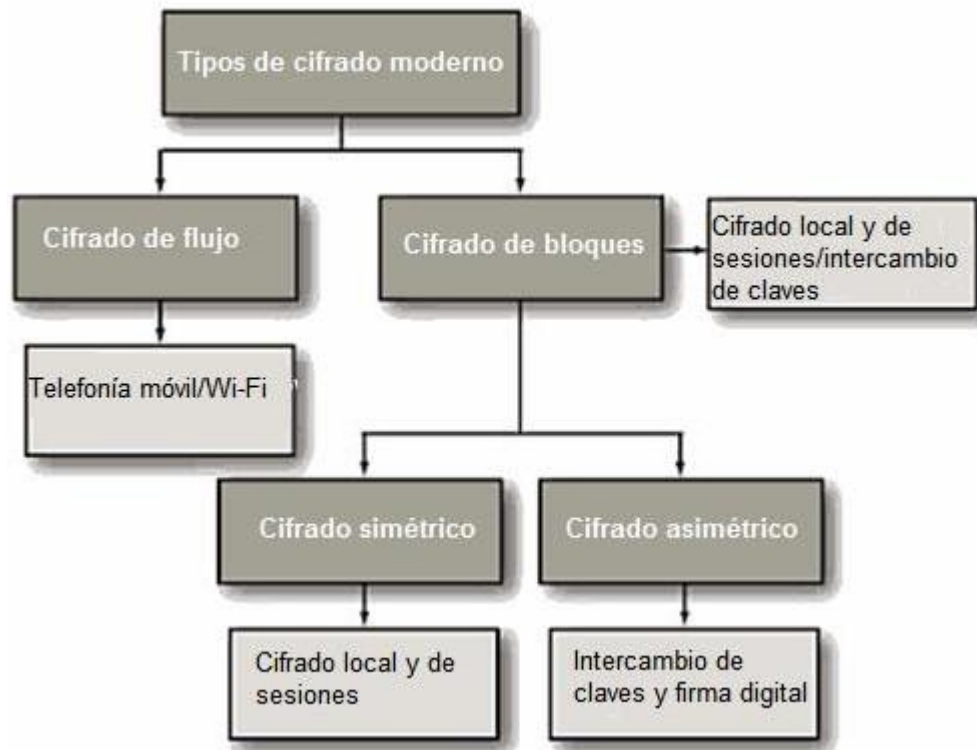 Tipos de cifrado moderno
Cifrado de flujo
Cifrado de bloques
Cifrado local y de
sesiones/intercambio
de claves
Telefonía móvil/Wi-Fi
Cifrado simétrico
Cifrado asimétrico
Cifrado local y de
sesiones
Intercambio de
claves y firma digital